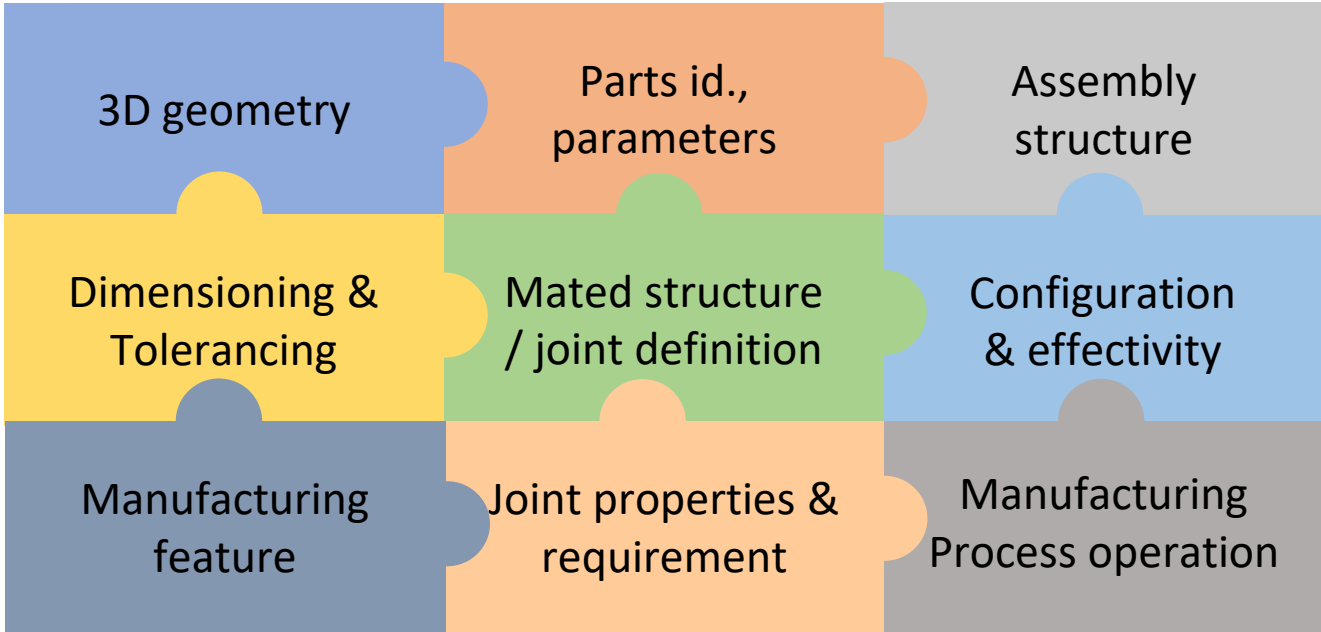 3D geometry
Parts id.,
parameters
Assembly
structure
Dimensioning &
Tolerancing
Mated structure
/ joint definition
Configuration
& effectivity
Manufacturing
feature
Joint properties &
requirement
Manufacturing
Process operation